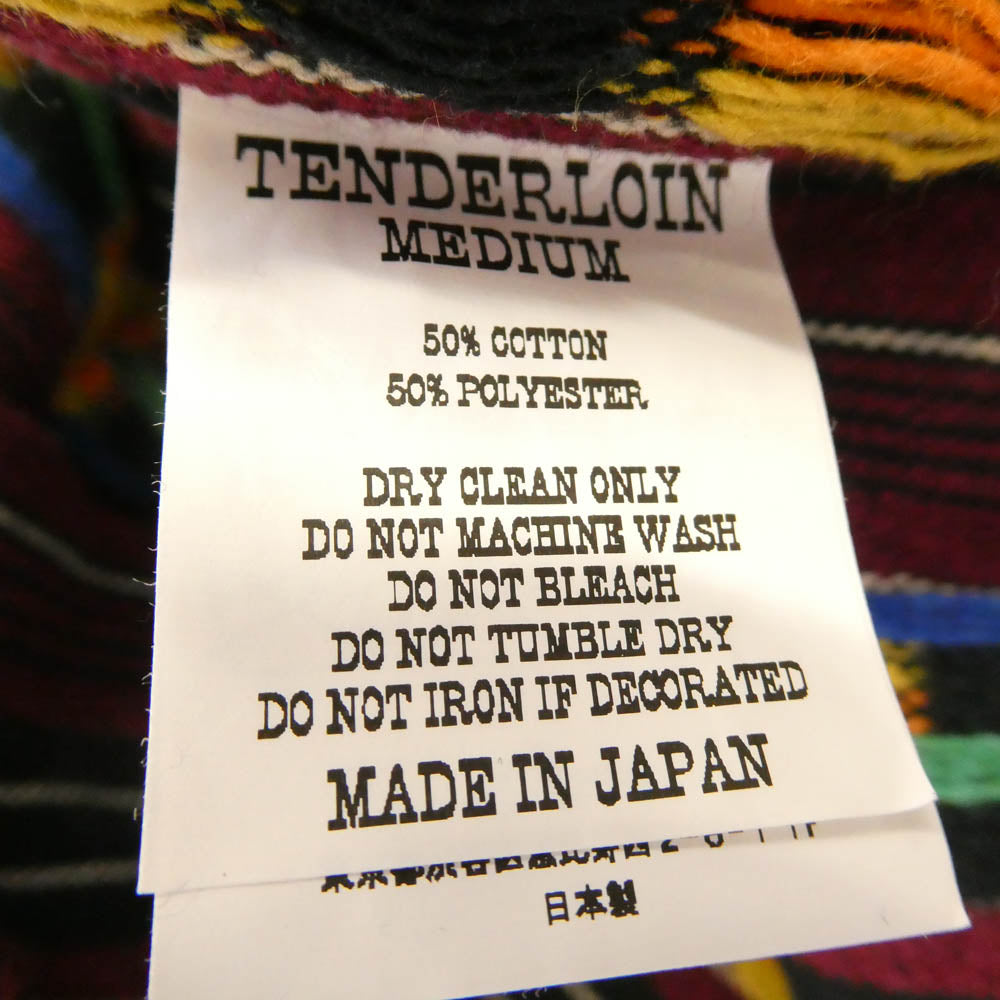 TENDERLOIN
MEDIUM
50% COTTON
50% POLYESTER
DRY CLEAN ONLY
DO NOT MACHINE WASH
DO NOT BLEACH
DO NOT TUMBLE DRY
DO NOT IRON IF DECORATED
MADE IN JAPAN
日本製